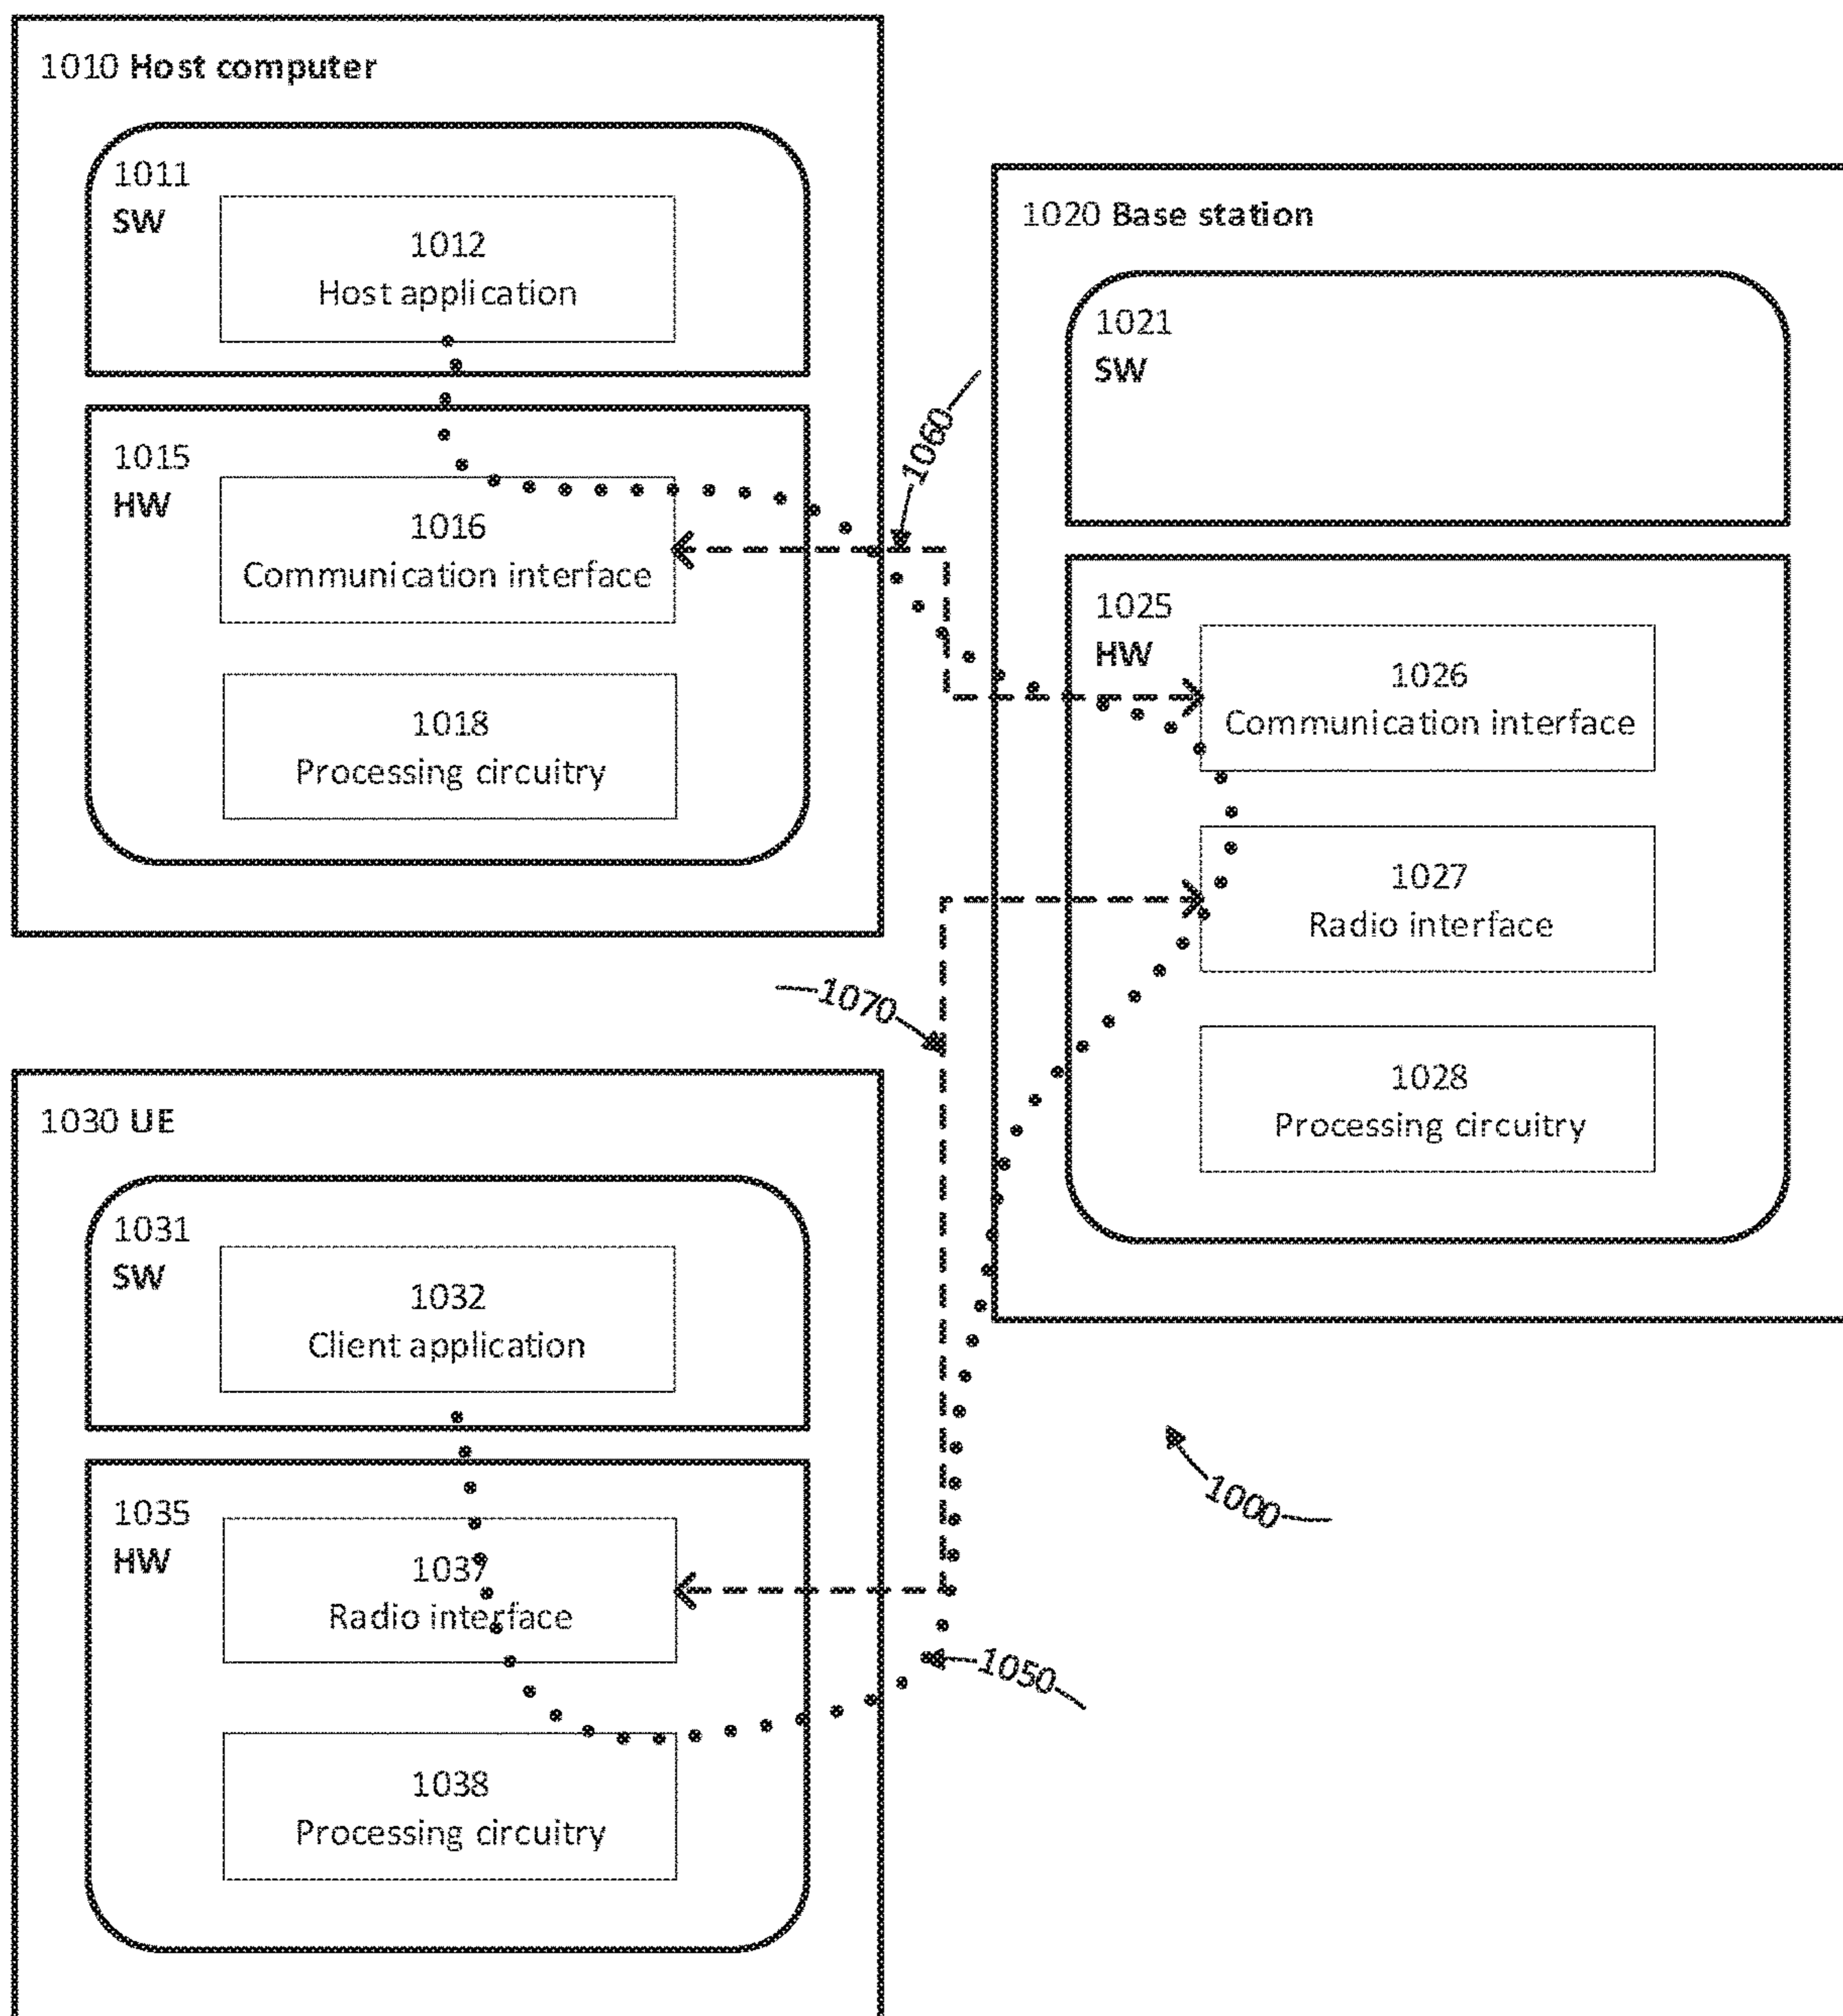 1010 Host computer
1011
SW
1012
Host application
1015
HW
1016
Communication interface
1018
Processing circuitry
1060
1020 Base station
1021
SW
1025
HW
1026
Communication interface
1027
Radio interface
1028
Processing circuitry
1070
1030 UE
1031
SW
1032
Client application
1035
HW
1037
Radio interface
1038
Processing circuitry
1050
1000